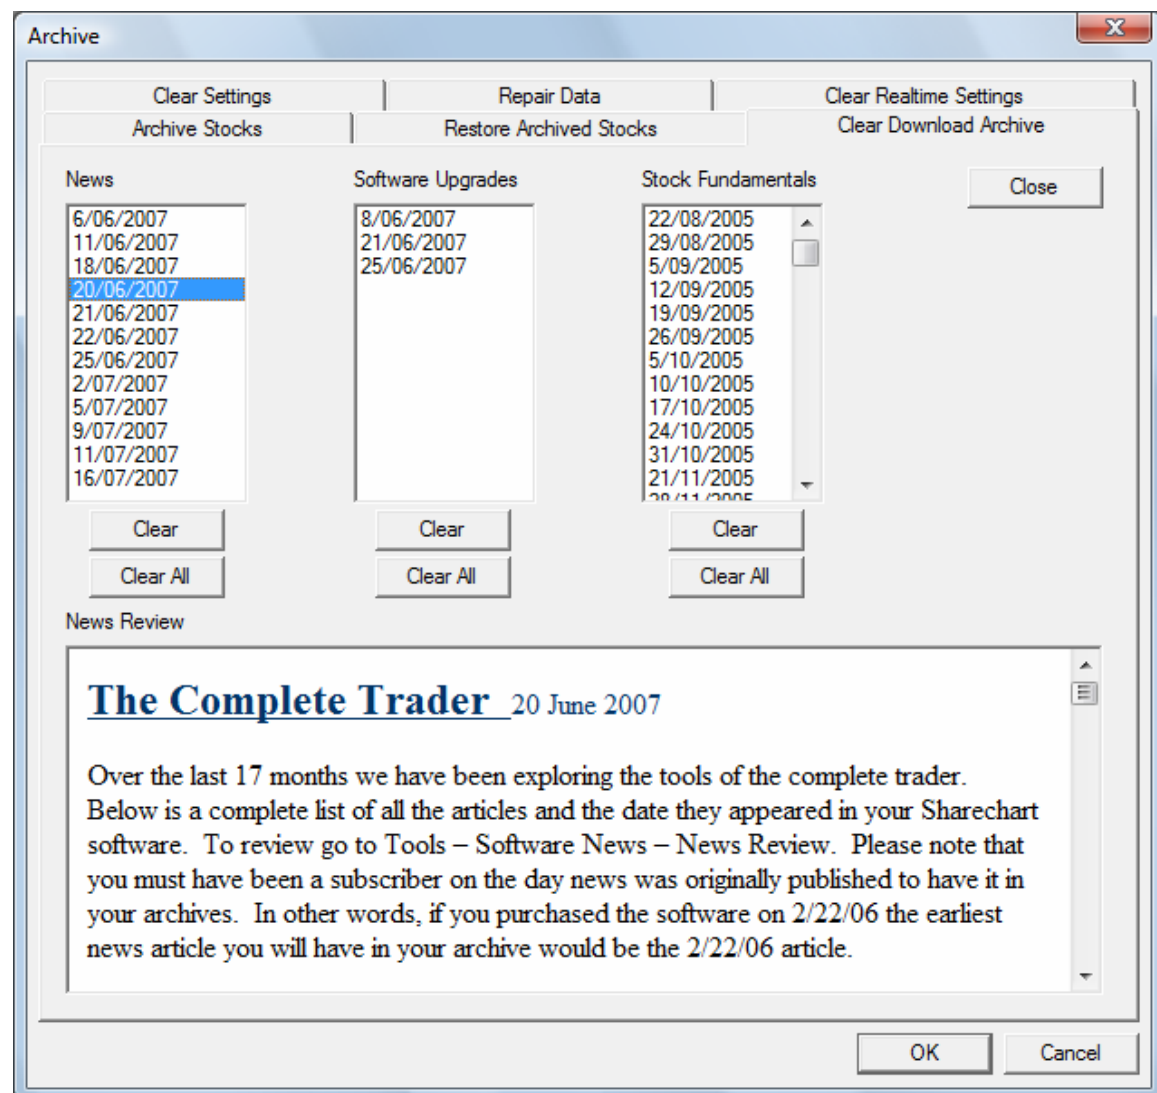 Archive
Clear Settings
Repair Data
Clear Realtime Settings
Archive Stocks
Restore Archived Stocks
Clear Download Archive
News
Software Upgrades
Stock Fundamentals
Close
6/06/2007
11/06/2007
18/06/2007
20/06/2007
21/06/2007
22/06/2007
25/06/2007
2/07/2007
5/07/2007
9/07/2007
11/07/2007
16/07/2007
8/06/2007
21/06/2007
25/06/2007
22/08/2005
29/08/2005
5/09/2005
12/09/2005
19/09/2005
26/09/2005
5/10/2005
10/10/2005
17/10/2005
24/10/2005
31/10/2005
21/11/2005
28/11/2005
Clear
Clear
Clear
Clear All
Clear All
Clear All
News Review
The Complete Trader 20 June 2007
Over the last 17 months we have been exploring the tools of the complete trader.
Below is a complete list of all the articles and the date they appeared in your Sharechart
software. To review go to Tools – Software News – News Review. Please note that
you must have been a subscriber on the day news was originally published to have it in
your archives. In other words, if you purchased the software on 2/22/06 the earliest
news article you will have in your archive would be the 2/22/06 article.
OK
Cancel